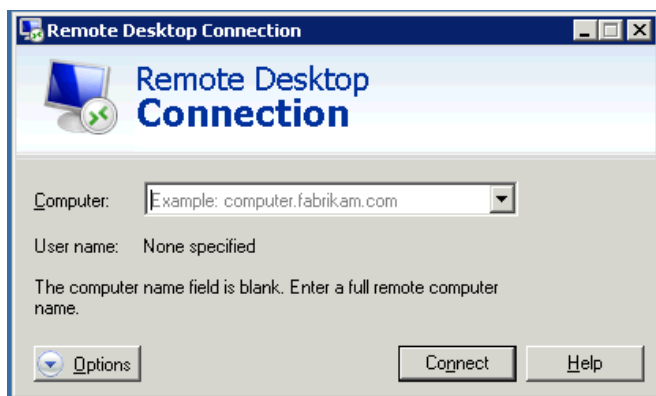 Remote Desktop Connection
Remote Desktop
Connection
Computer:
Example: computer.fabrikam.com
User name: None specified
The computer name field is blank. Enter a full remote computer
name.
Options
Connect
Help